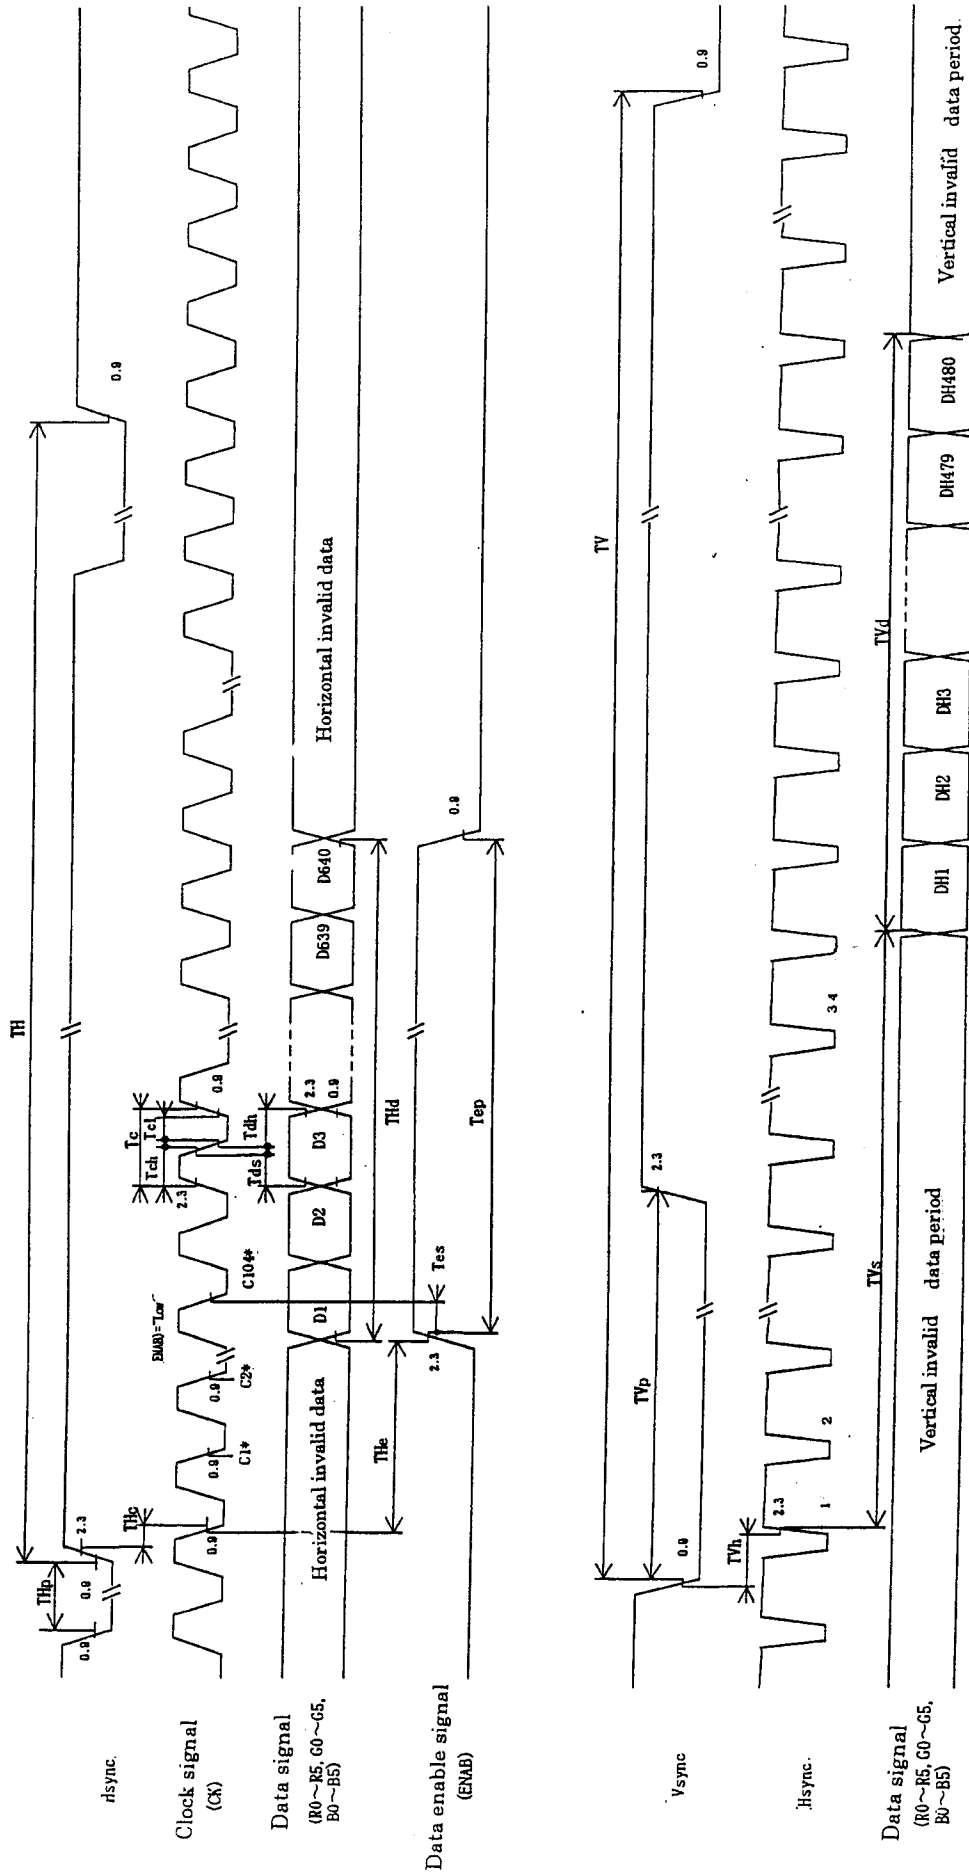 TH
THp
THc
0.9
0.9
2.3
0.9
Hsync.
Tc
Tch
Tcl
2.3
0.9
0.9
0.9
0.9
C1*
C2*
ENAB="Low"
C104*
Clock signal
(CK)
Tds
Tdh
2.3
0.9
Horizontal invalid data
D1
D2
D3
D639
D640
Horizontal invalid data
Data signal
(R0~R5, G0~G5,
B0~B5)
THd
THe
Tes
2.3
0.9
Tep
Data enable signal
(ENAB)
TV
TVp
0.9
2.3
0.9
Vsync
TVh
2.3
1
2
3 4
Hsync.
TVs
TVd
Vertical invalid data period
DH1
DH2
DH3
DH479
DH480
Vertical invalid data period.
Data signal
(R0~R5, G0~G5,
B0~B5)